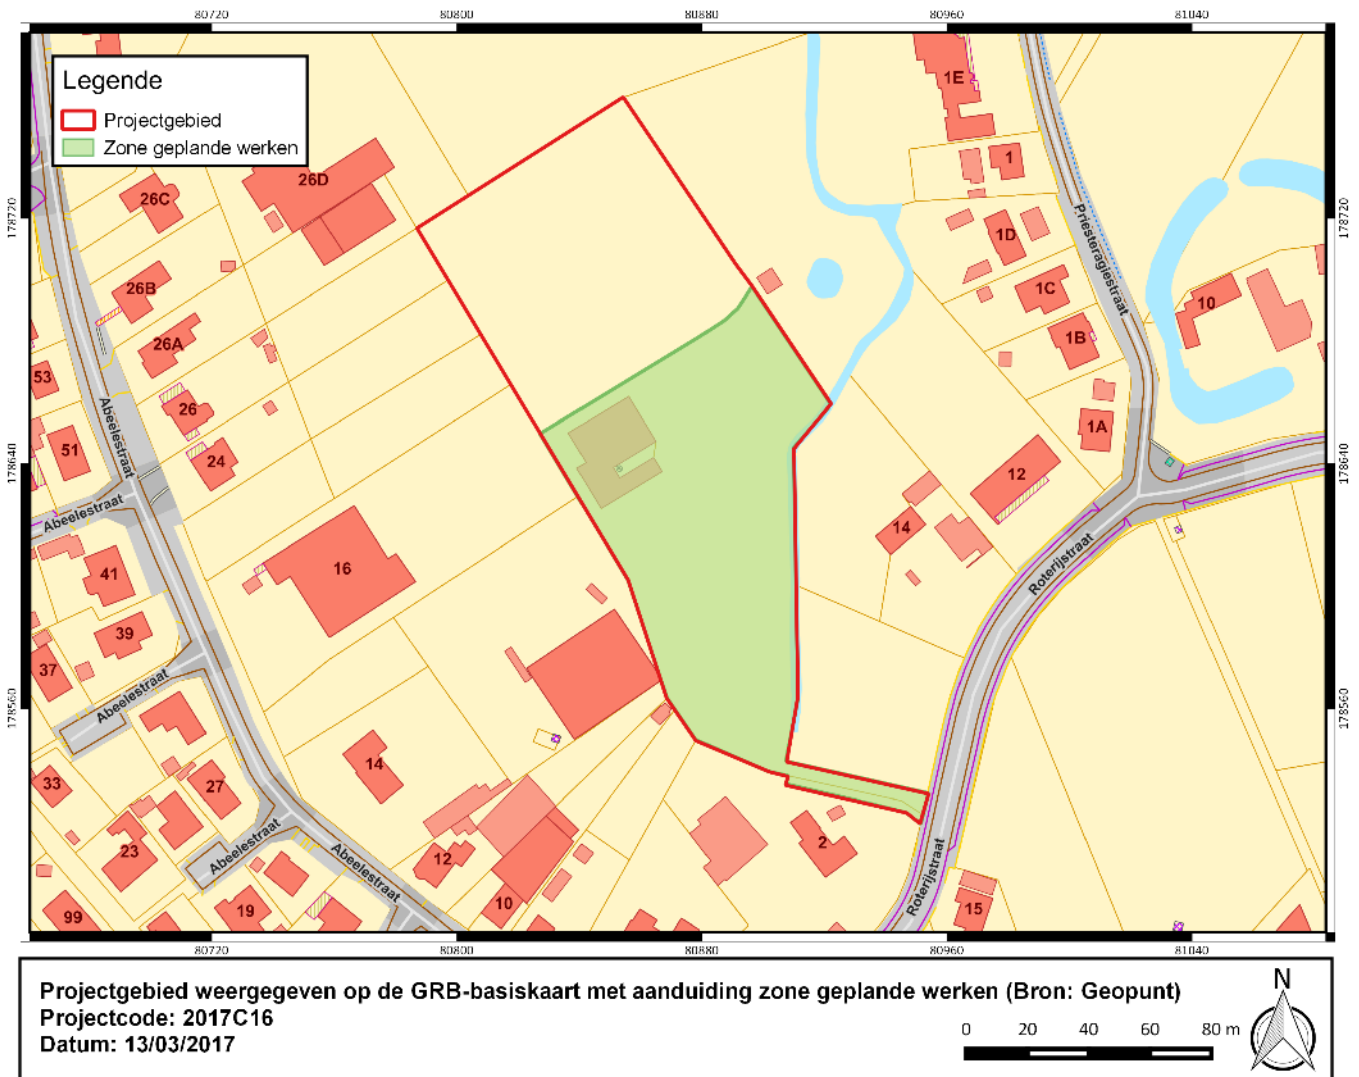 80720 80800 80880 80960 81040
Legende
Projectgebied
Zone geplande werken
178720
178640
178560
178720
178640
178560
26D
26C
26B
26A
26
24
53
51
16
41
39
37
33
27
23
19
99
14
12
10
2
15
14
12
1E
1
1D
1C
1B
1A
10
Abeelestraat
Abeelestraat
Abeelestraat
Abeelestraat
Abeelestraat
Priesteragiestraat
Roterijstraat
Roterijstraat
80720 80800 80880 80960 81040
Projectgebied weergegeven op de GRB-basiskaart met aanduiding zone geplande werken (Bron: Geopunt)
Projectcode: 2017C16
Datum: 13/03/2017
0 20 40 60 80 m
N